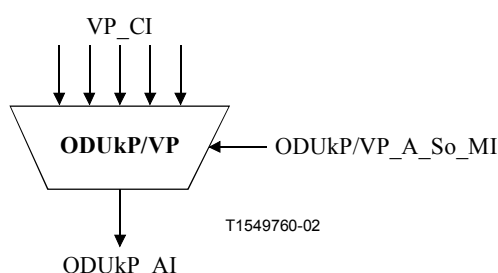 VP_CI
ODUkP/VP
ODUkP/VP_A_So_MI
T1549760-02
ODUkP_AI